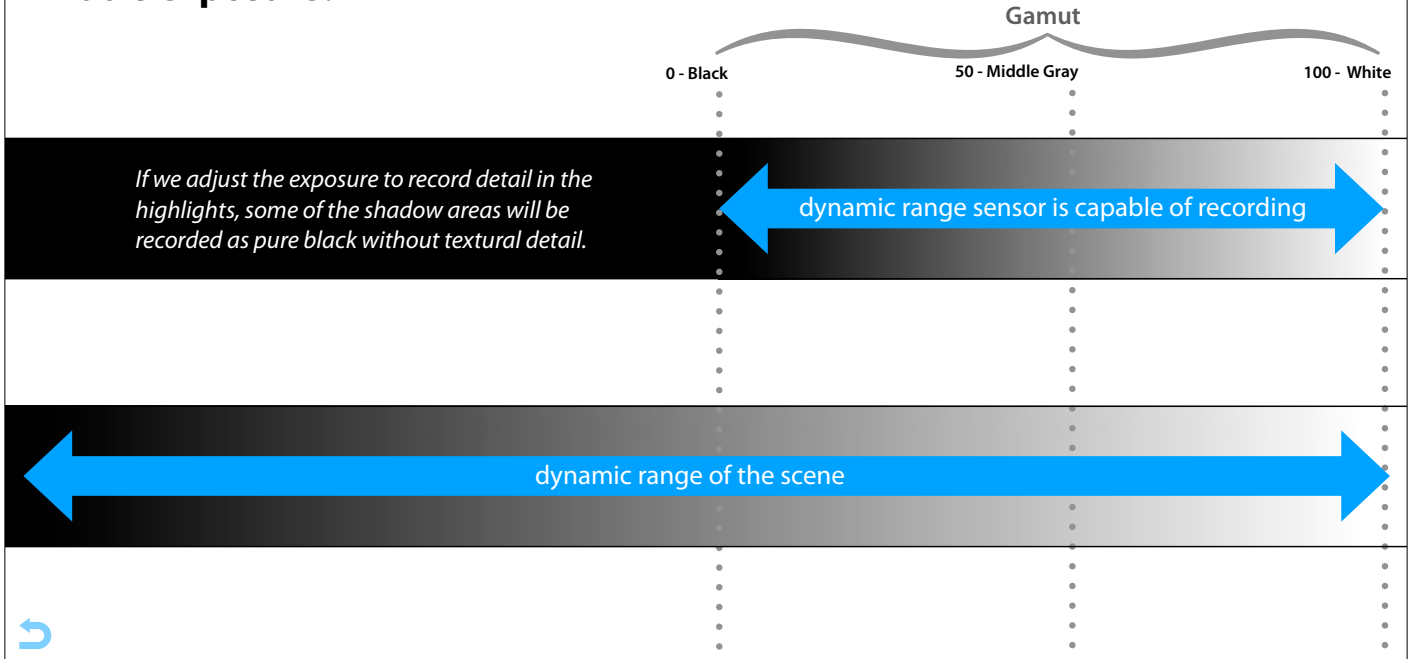 Gamut
0 - Black
50 - Middle Gray
100 - White
If we adjust the exposure to record detail in the
highlights, some of the shadow areas will be
recorded as pure black without textural detail.
dynamic range sensor is capable of recording
dynamic range of the scene